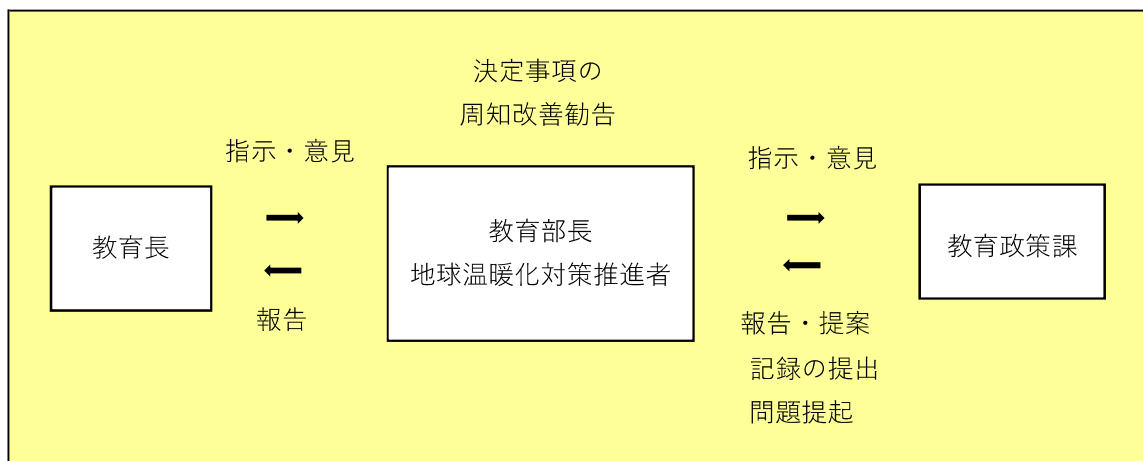 決定事項の
周知改善勧告
指示・意見
指示・意見
教育長
教育部長
地球温暖化対策推進者
教育政策課
報告
報告・提案
記録の提出
問題提起